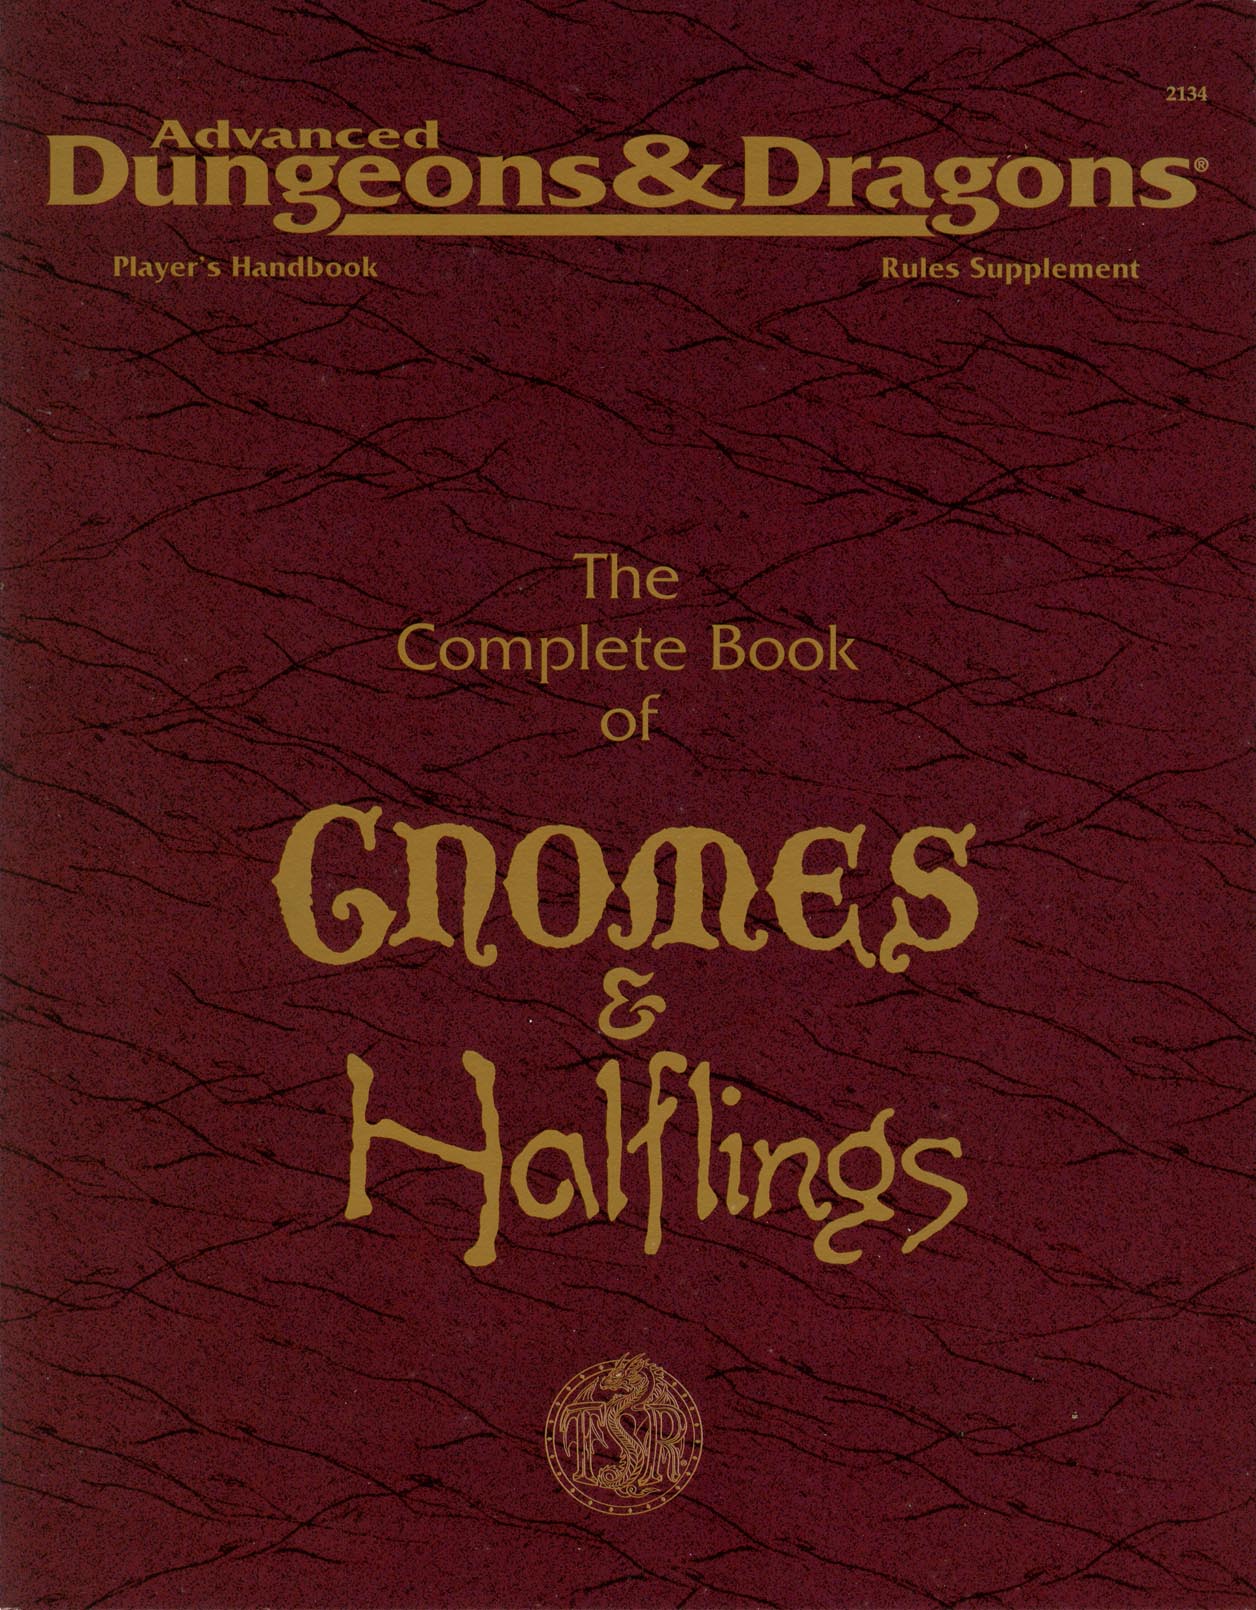 2134
Advanced
Dungeons & Dragons®
Player's Handbook
Rules Supplement
The
Complete Book
of
Gnomes
&
Halflings
TSR